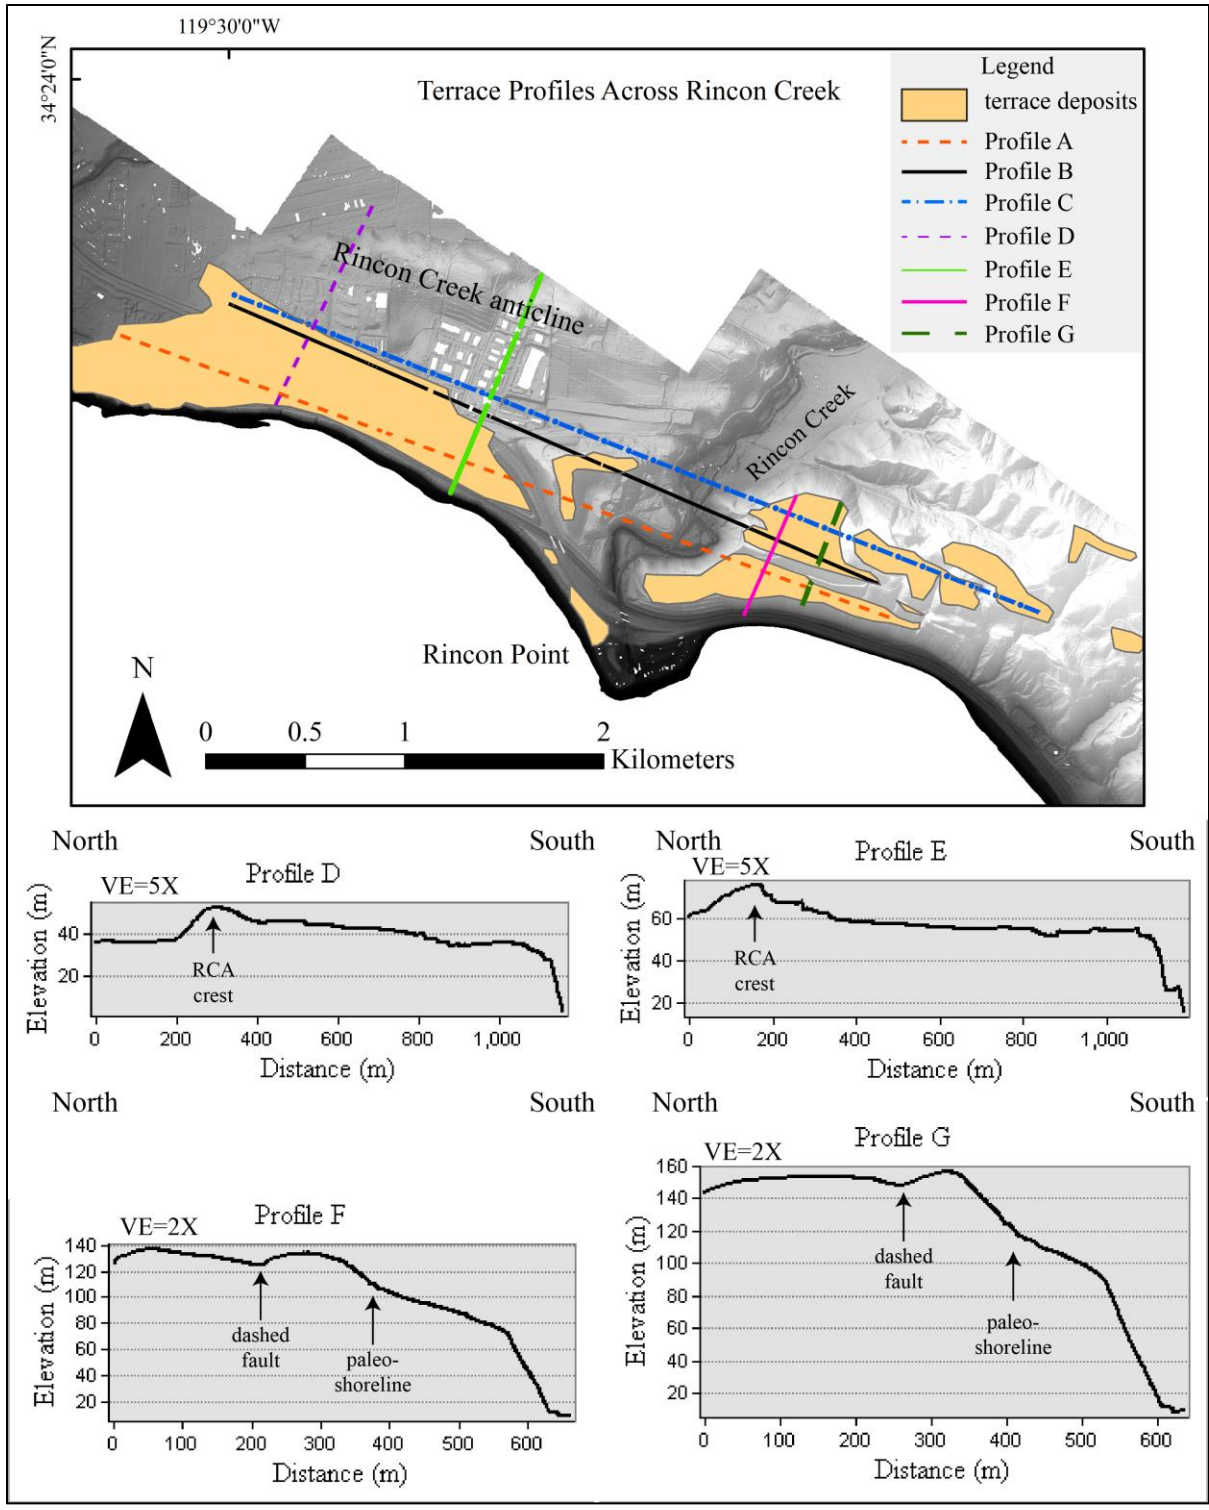 119°30'0"W
34°24'0"N
Terrace Profiles Across Rincon Creek
Legend
terrace deposits
Profile A
Profile B
Profile C
Profile D
Profile E
Profile F
Profile G
Rincon Creek anticline
Rincon Creek
Rincon Point
N
0 0.5 1 2
Kilometers
North South
Profile D
VE=5X
Elevation (m)
40
20
RCA
crest
0 200 400 600 800 1,000
Distance (m)
North South
Profile E
VE=5X
Elevation (m)
60
40
20
RCA
crest
0 200 400 600 800 1,000
Distance (m)
North South
Profile F
VE=2X
Elevation (m)
140
120
100
80
60
40
20
dashed
fault
paleo-
shoreline
0 100 200 300 400 500 600
Distance (m)
North South
Profile G
VE=2X
Elevation (m)
160
140
120
100
80
60
40
20
dashed
fault
paleo-
shoreline
0 100 200 300 400 500 600
Distance (m)